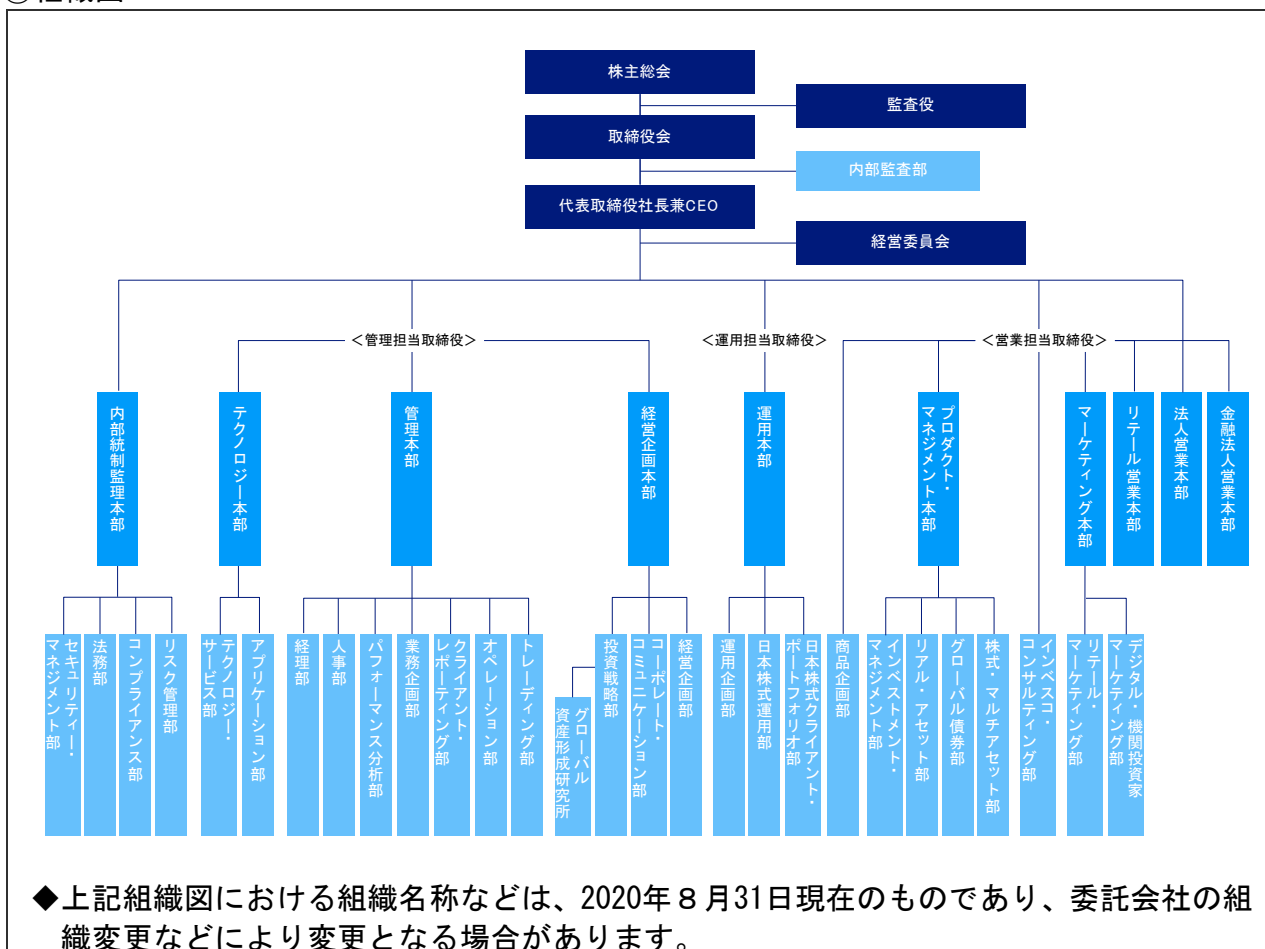 株主総会
監査役
取締役会
内部監査部
代表取締役社長兼CEO
経営委員会
＜管理担当取締役＞
＜運用担当取締役＞
＜営業担当取締役＞
内部統制監理本部
テクノロジー本部
管理本部
経営企画本部
運用本部
プロダクト・
マネジメント本部
マーケティング本部
リテール営業本部
法人営業本部
金融法人営業本部
セキュリティー・
マネジメント部
法務部
コンプライアンス部
リスク管理部
テクノロジー・
サービス部
アプリケーション部
経理部
人事部
パフォーマンス分析部
業務企画部
クライアント・
レポーティング部
オペレーション部
トレーディング部
グローバル
資産形成研究所
投資戦略部
コーポレート・
コミュニケーション部
経営企画部
運用企画部
日本株式運用部
日本株式クライアント・
ポートフォリオ部
商品企画部
インベストメント・
マネジメント部
リアル・アセット部
グローバル債券部
株式・マルチアセット部
インベスコ・
コンサルティング部
リテール・
マーケティング部
デジタル・機関投資家
マーケティング部
◆上記組織図における組織名称などは、2020年８月31日現在のものであり、委託会社の組
織変更などにより変更となる場合があります。